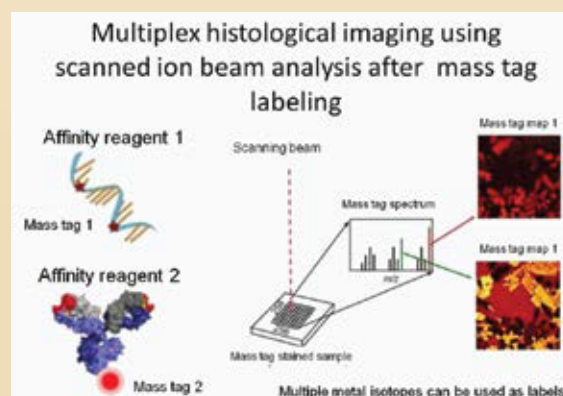 Multiplex histological imaging using
scanned ion beam analysis after mass tag
labeling
Affinity reagent 1
Mass tag 1
Affinity reagent 2
Mass tag 2
Scanning beam
Mass tag spectrum
m/z
Mass tag stained sample
Mass tag map 1
Mass tag map 1
Multiple metal isotopes can be used as labels